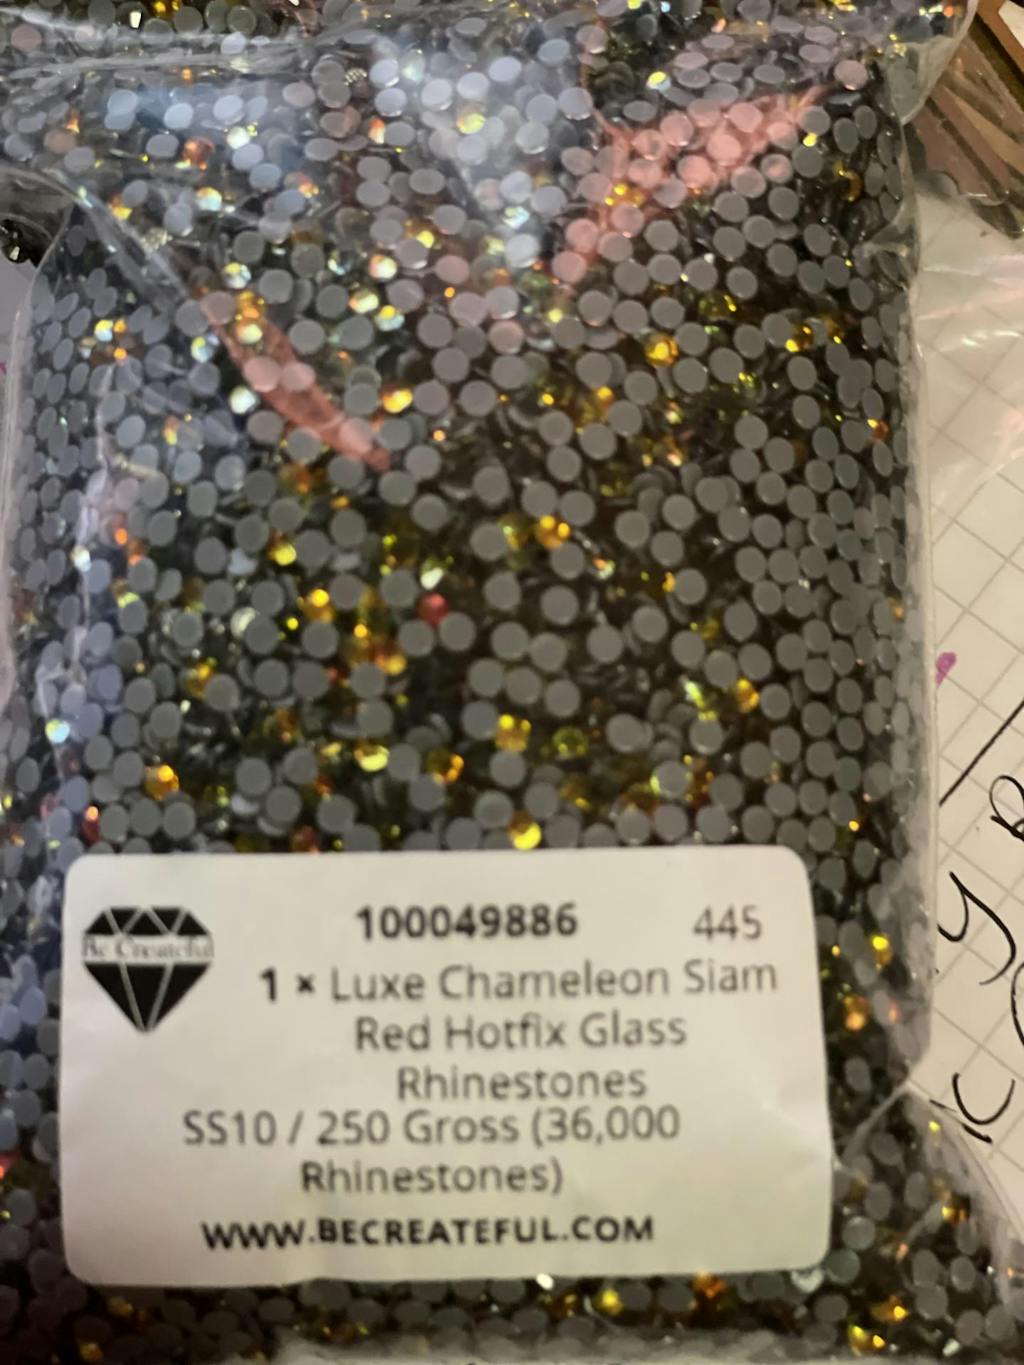 Be Createful
100049886 445
1 × Luxe Chameleon Siam
Red Hotfix Glass
Rhinestones
SS10 / 250 Gross (36,000
Rhinestones)
WWW.BECREATEFUL.COM